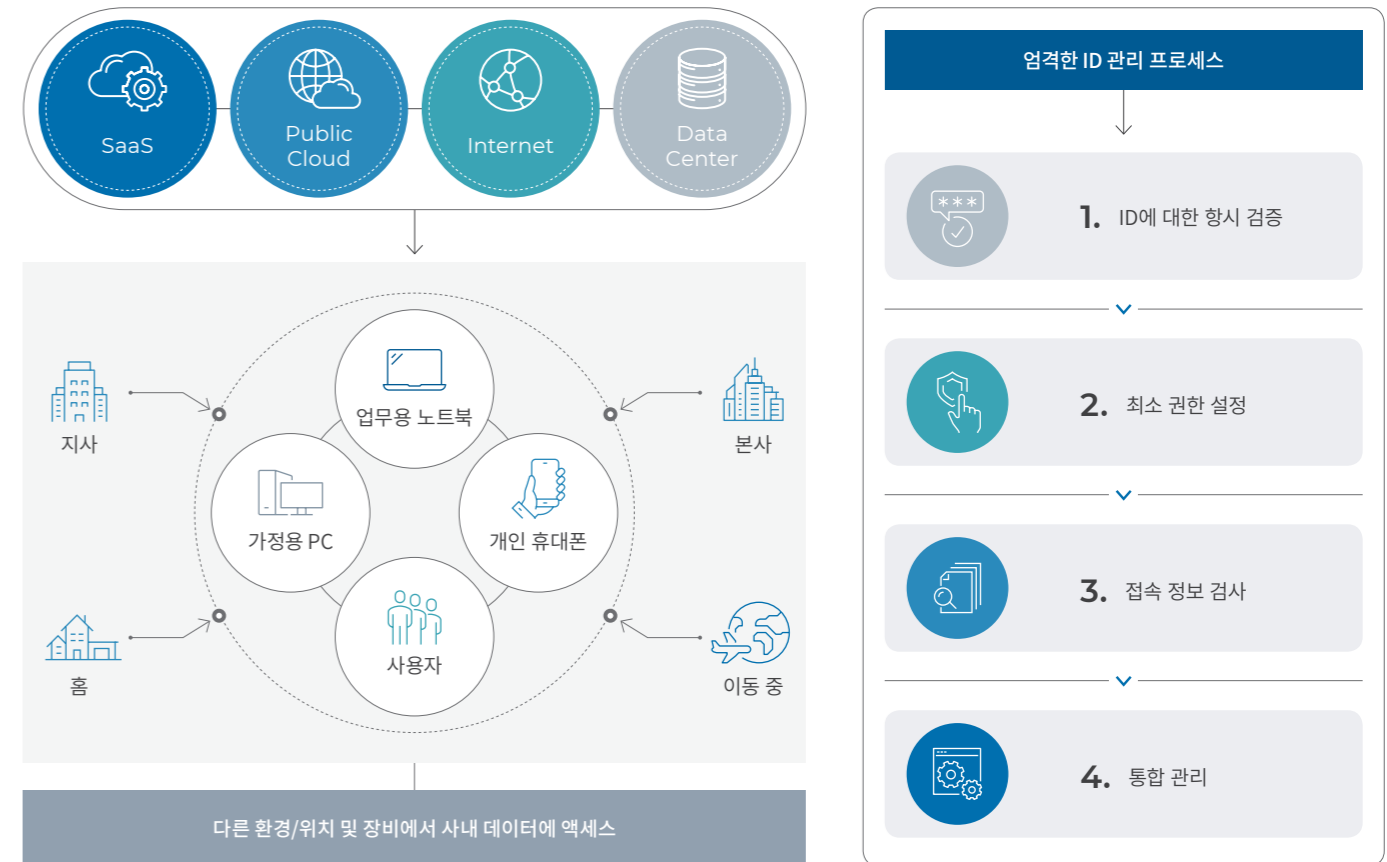 SaaS
Public
Cloud
Internet
Data
Center
업무용 노트북
지사
본사
가정용 PC
개인 휴대폰
사용자
홈
이동 중
다른 환경/위치 및 장비에서 사내 데이터에 액세스
엄격한 ID 관리 프로세스
***
1. ID에 대한 항시 검증
2. 최소 권한 설정
3. 접속 정보 검사
4. 통합 관리